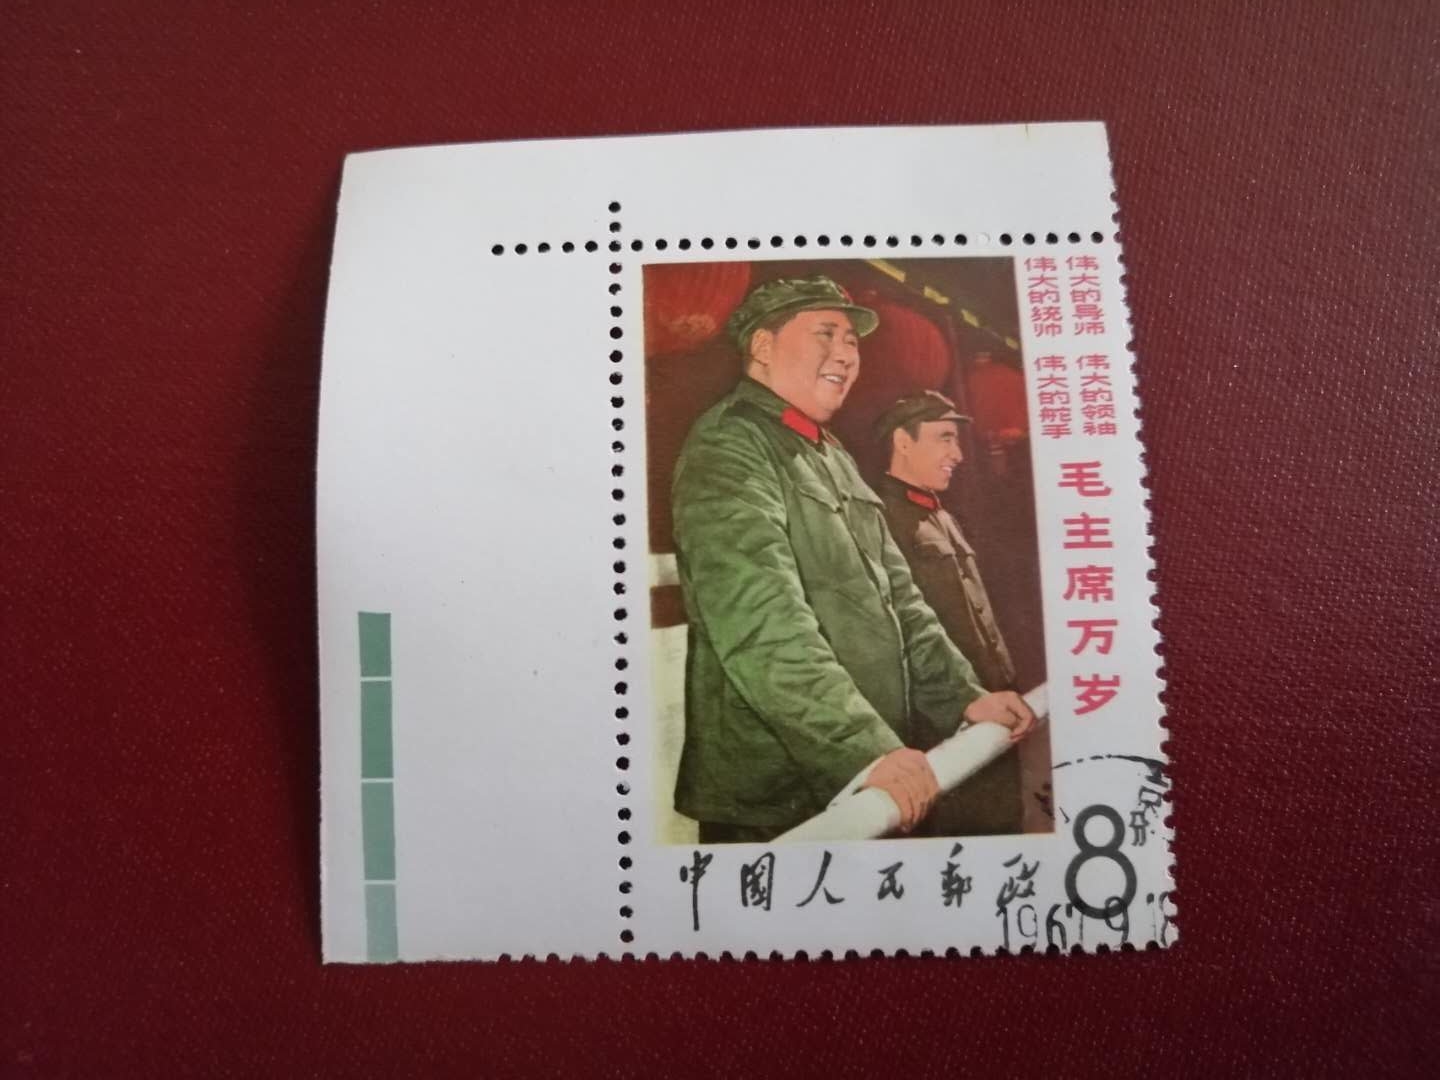 伟大的导师
伟大的领袖
伟大的统帅
伟大的舵手
毛主席万岁
8
中国人民邮政
1967.9.18